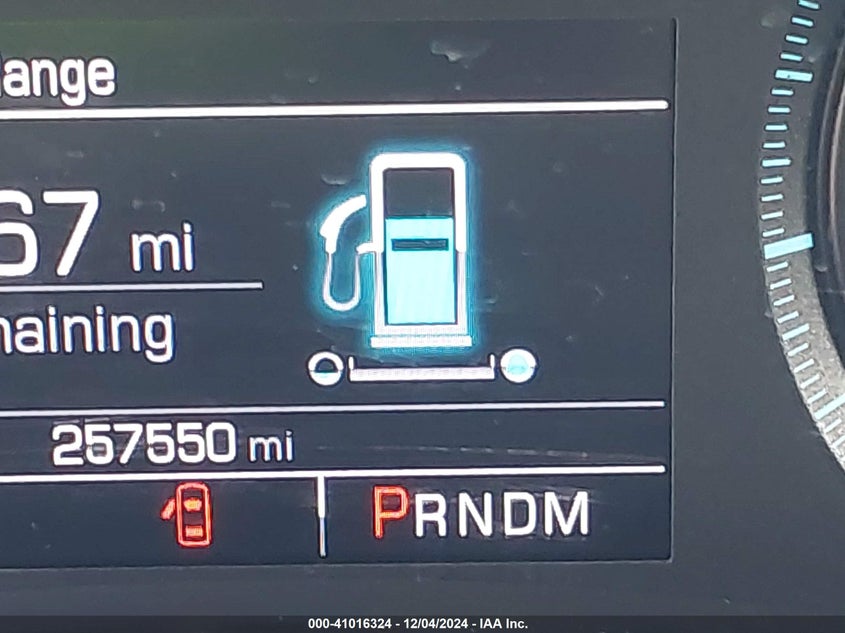 ange
67 mi
naining
257550 mi
PRNDM
000-41016324 - 12/04/2024 - IAA Inc.